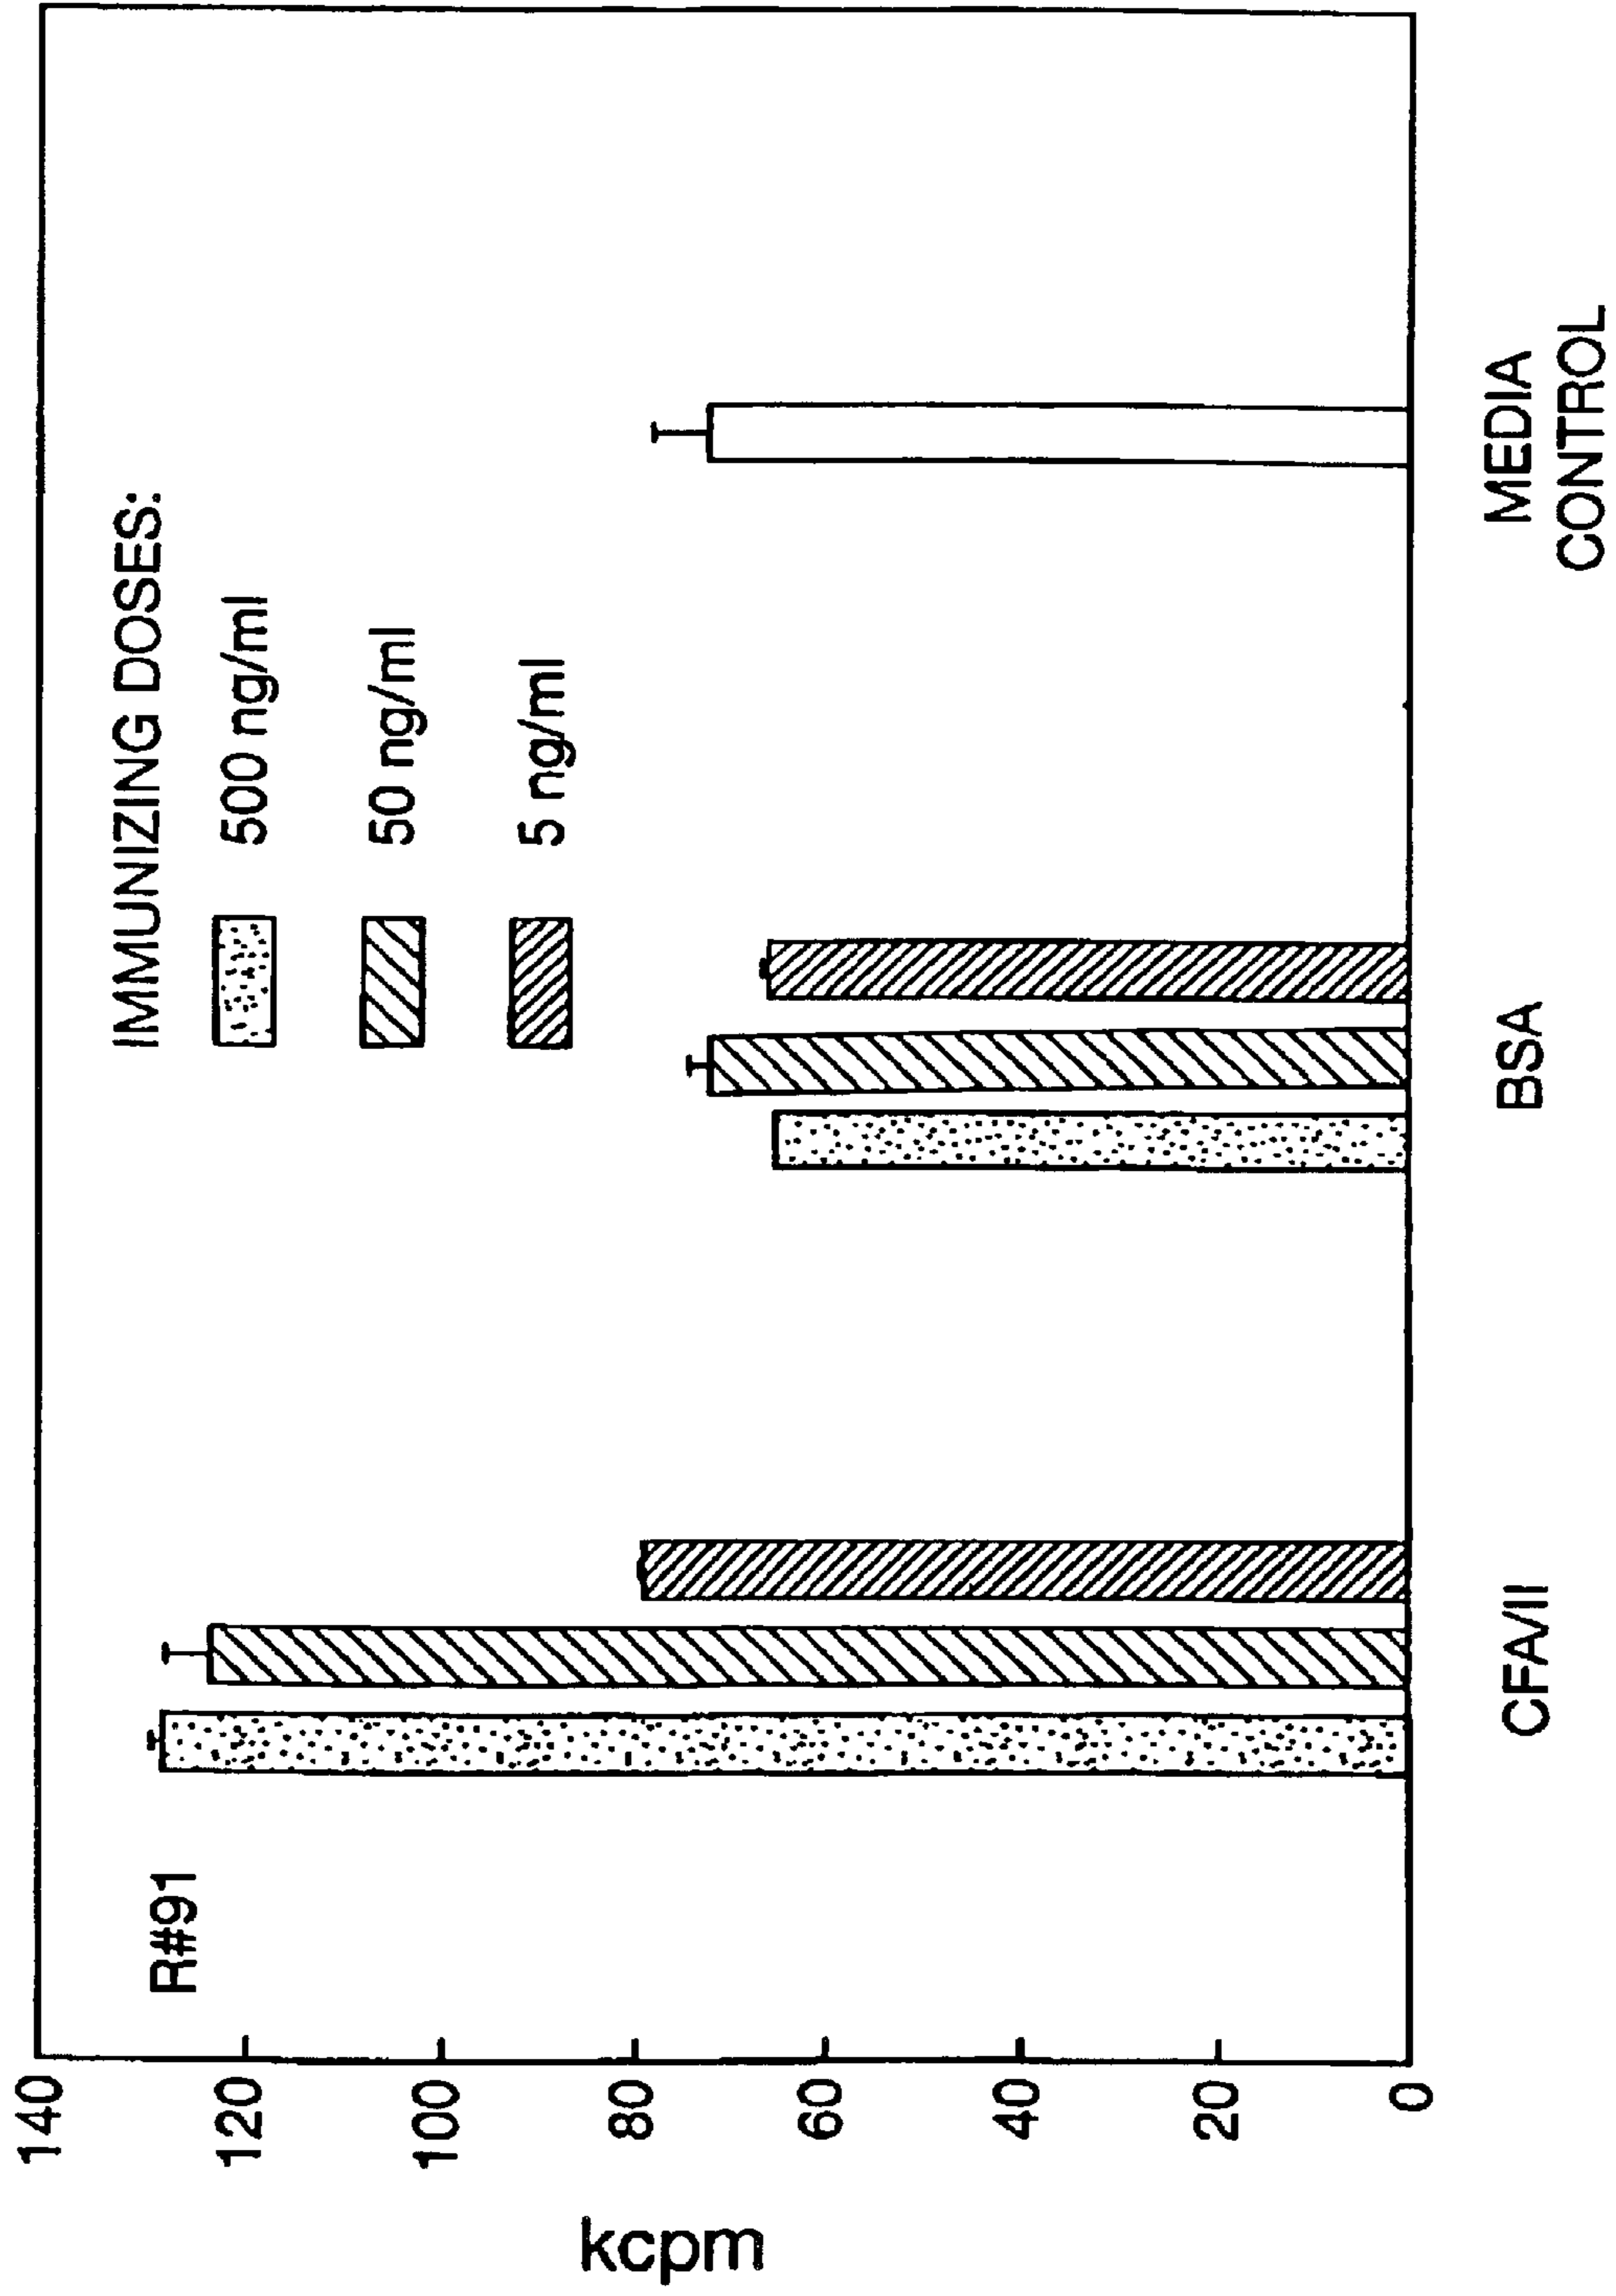 R#91
IMMUNIZING DOSES:
500 ng/ml
50 ng/ml
5 ng/ml
kcpm
140
120
100
80
60
40
20
0
CFA/II
BSA
MEDIA
CONTROL